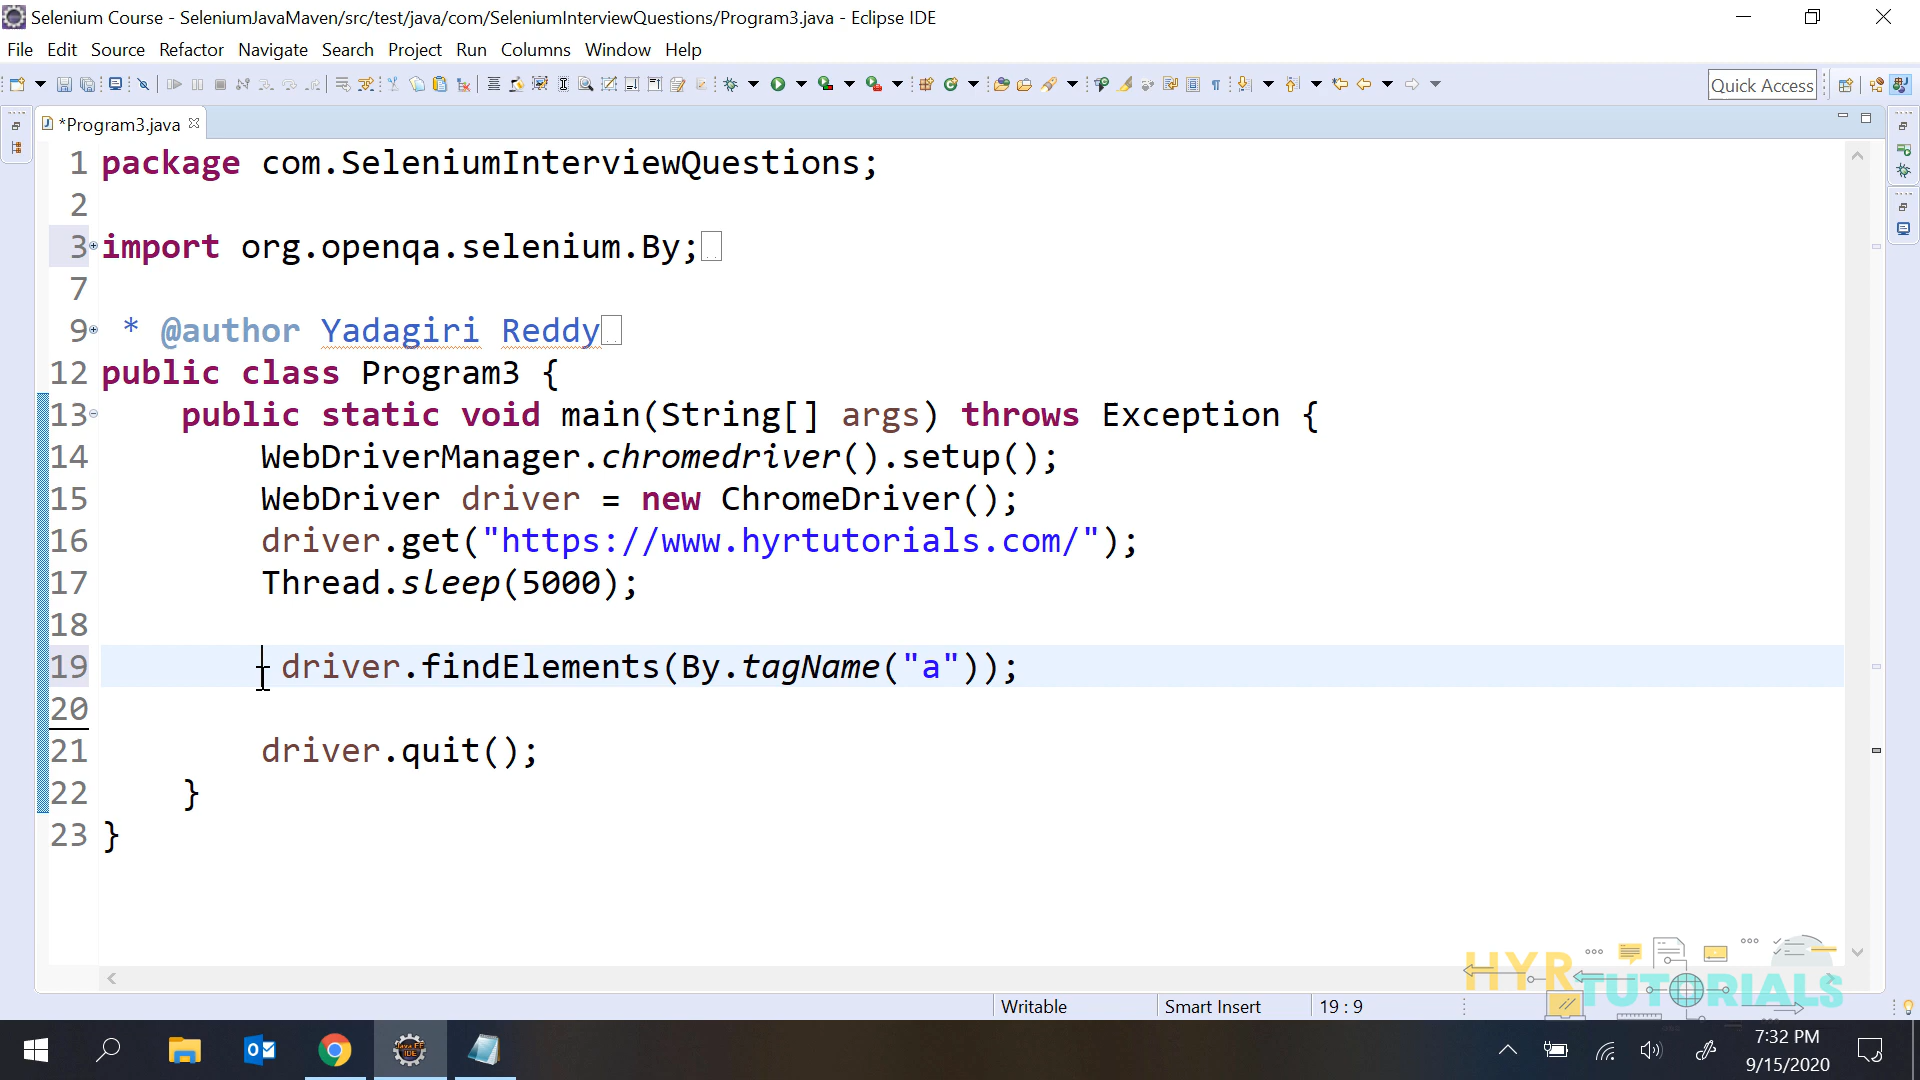 Selenium Course - SeleniumJavaMaven/src/test/java/com/SeleniumInterviewQuestions/Program3.java - Eclipse IDE
File Edit Source Refactor Navigate Search Project Run Columns Window Help
Quick Access
*Program3.java
1 package com.SeleniumInterviewQuestions;
2
3 import org.openqa.selenium.By;
7
9 * @author Yadagiri Reddy
12 public class Program3 {
13 public static void main(String[] args) throws Exception {
14 WebDriverManager.chromedriver().setup();
15 WebDriver driver = new ChromeDriver();
16 driver.get("https://www.hyrtutorials.com/");
17 Thread.sleep(5000);
18
19 driver.findElements(By.tagName("a"));
20
21 driver.quit();
22 }
23 }
HYR
TUTORIALS
Writable Smart Insert 19 : 9
7:32 PM
9/15/2020